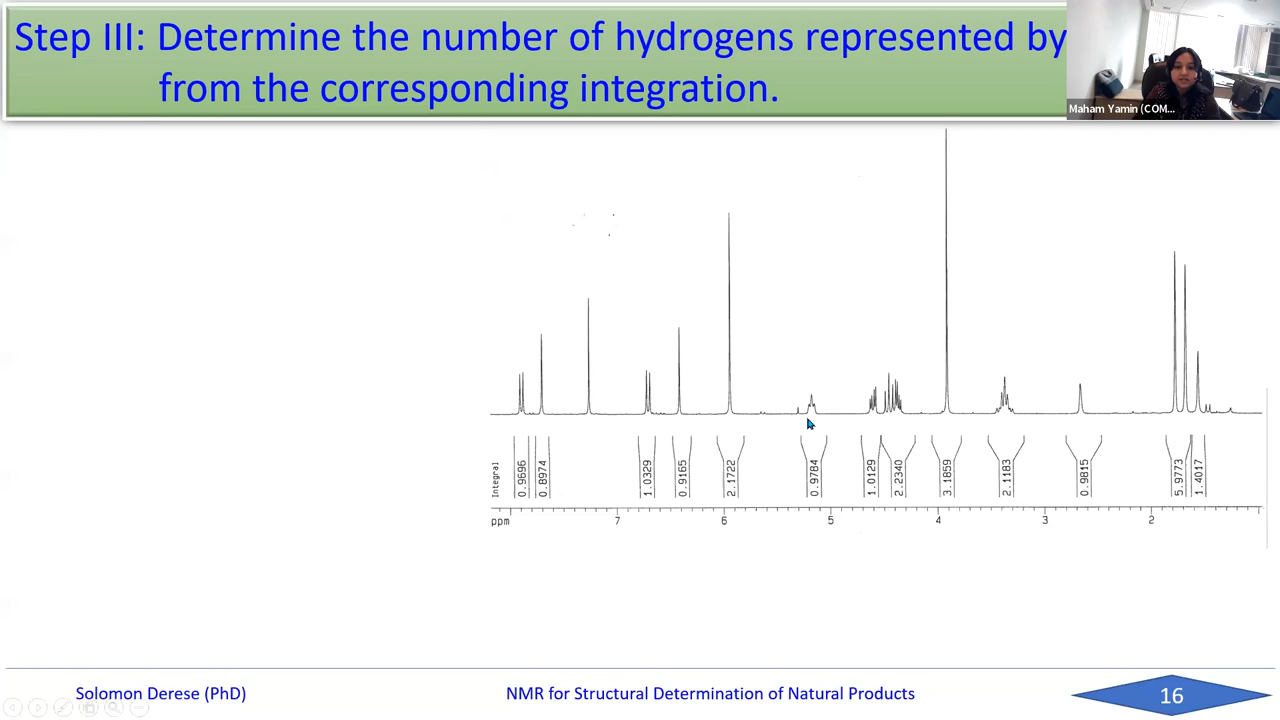 Step III: Determine the number of hydrogens represented by
from the corresponding integration.
Maham Yamin (COM...
Integral
0.9696
0.8974
1.0329
0.9165
2.1722
0.9784
1.0129
2.2340
3.1859
2.1183
0.9815
5.9773
1.4017
ppm
7
6
5
4
3
2
Solomon Derese (PhD)
NMR for Structural Determination of Natural Products
16